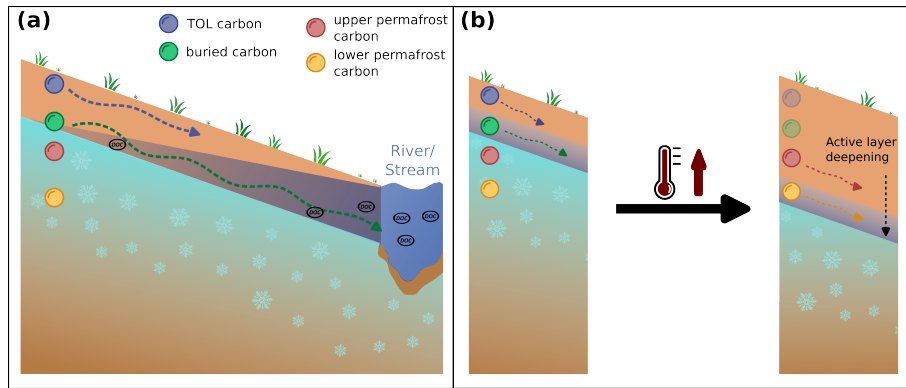 (a)
TOL carbon
buried carbon
upper permafrost
carbon
lower permafrost
carbon
DOC
River/
Stream
DOC
DOC
DOC
DOC
DOC
(b)
Active layer
deepening